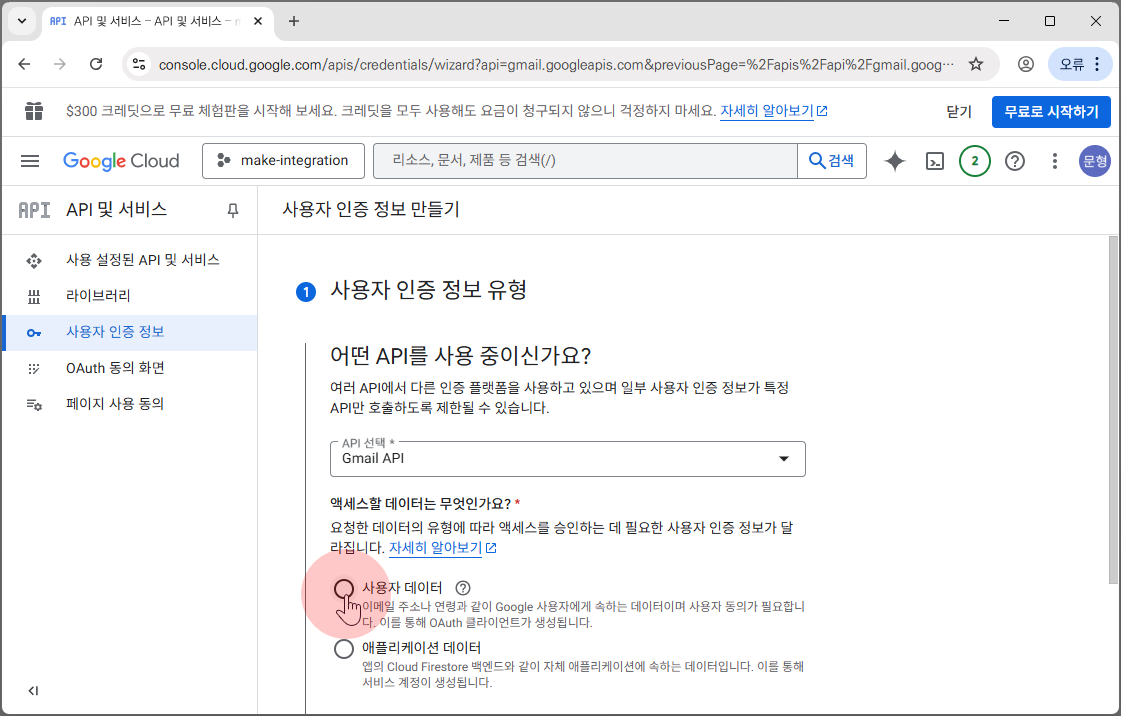 API API 및 서비스 – API 및 서비스 –
console.cloud.google.com/apis/credentials/wizard?api=gmail.googleapis.com&previousPage=%2Fapis%2Fapi%2Fgmail.goog… 오류
$300 크레딧으로 무료 체험판을 시작해 보세요. 크레딧을 모두 사용해도 요금이 청구되지 않으니 걱정하지 마세요. 자세히 알아보기 닫기 무료로 시작하기
Google Cloud make-integration 리소스, 문서, 제품 등 검색(/) 검색 2 문형
API API 및 서비스
사용자 인증 정보 만들기
사용 설정된 API 및 서비스
라이브러리
사용자 인증 정보
OAuth 동의 화면
페이지 사용 동의
1 사용자 인증 정보 유형
어떤 API를 사용 중이신가요?
여러 API에서 다른 인증 플랫폼을 사용하고 있으며 일부 사용자 인증 정보가 특정
API만 호출하도록 제한될 수 있습니다.
API 선택 *
Gmail API
액세스할 데이터는 무엇인가요? *
요청한 데이터의 유형에 따라 액세스를 승인하는 데 필요한 사용자 인증 정보가 달
라집니다. 자세히 알아보기
사용자 데이터
이메일 주소나 연령과 같이 Google 사용자에게 속하는 데이터이며 사용자 동의가 필요합니
다. 이를 통해 OAuth 클라이언트가 생성됩니다.
애플리케이션 데이터
앱의 Cloud Firestore 백엔드와 같이 자체 애플리케이션에 속하는 데이터입니다. 이를 통해
서비스 계정이 생성됩니다.